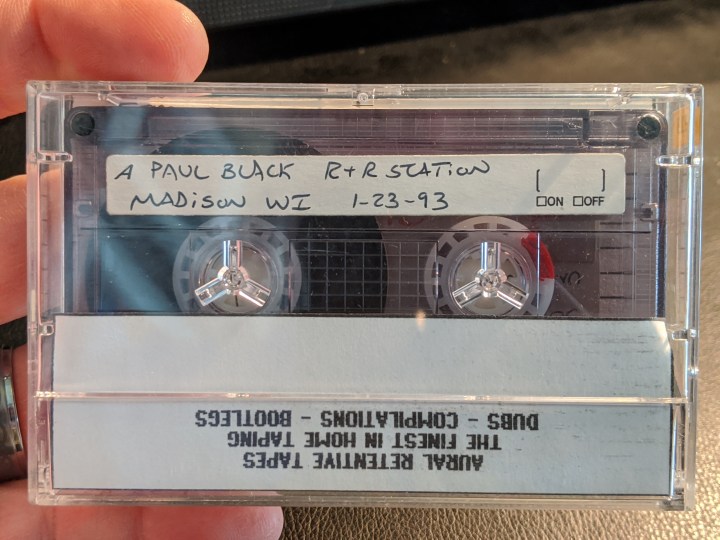 A PAUL BLACK R+R STATION
MADISON WI 1-23-93
[ ]
☐ON ☐OFF
AURAL RETENTIVE TAPES
THE FINEST IN HOME TAPING
DUBS - COMPILATIONS - BOOTLEGS